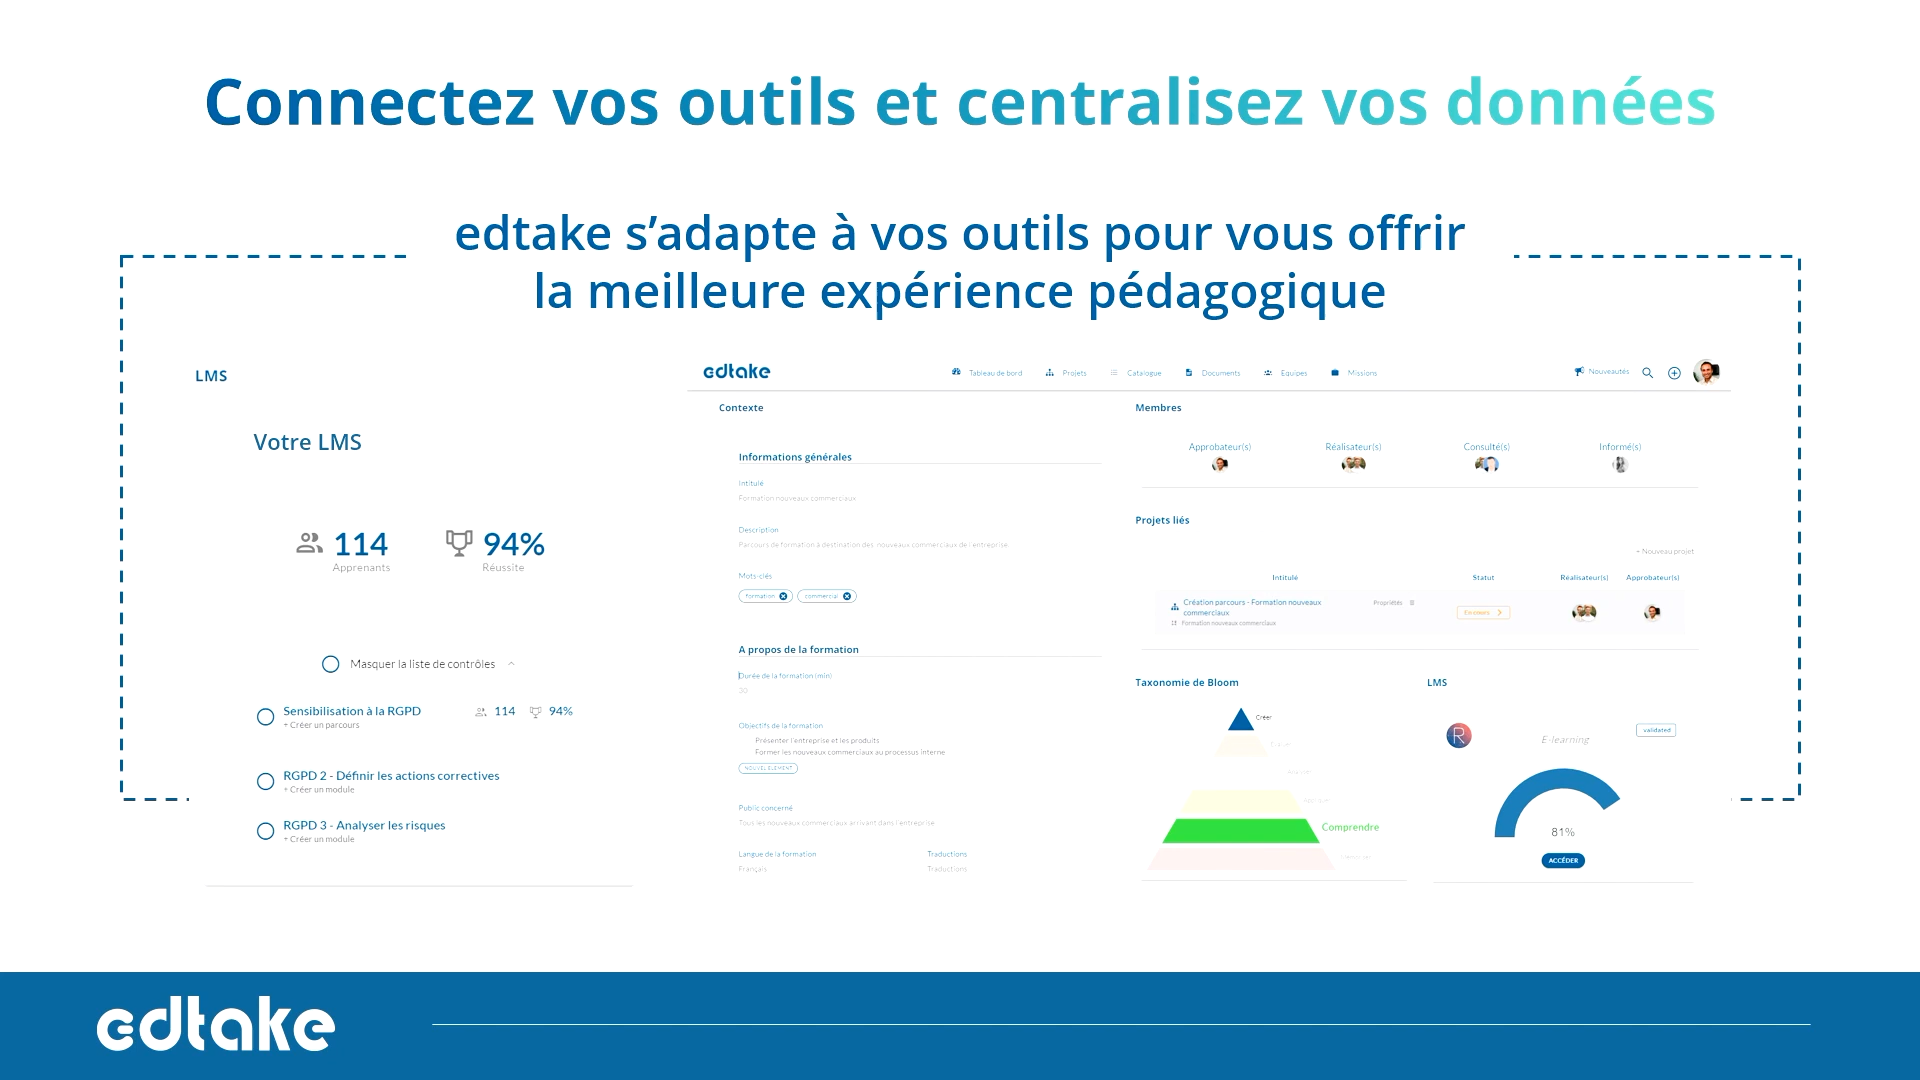 Connectez vos outils et centralisez vos données
edtake s’adapte à vos outils pour vous offrir
la meilleure expérience pédagogique
LMS
Votre LMS
114
Apprenants
94%
Réussite
Masquer la liste de contrôles
Sensibilisation à la RGPD
114
94%
+ Créer un parcours
RGPD 2 - Définir les actions correctives
+ Créer un module
RGPD 3 - Analyser les risques
+ Créer un module
edtake
Tableau de bord
Projets
Catalogue
Documents
Equipes
Missions
Nouveautés
Contexte
Informations générales
Intitulé
Formation nouveaux commerciaux
Description
Parcours de formation à destination des nouveaux commerciaux de l'entreprise
Mots-clés
formation
commercial
A propos de la formation
Durée de la formation (min)
20
Objectifs de la formation
Présenter l'entreprise et les produits
Former les nouveaux commerciaux au processus interne
NOUVEL ÉLÉMENT
Public concerné
Tous les nouveaux commerciaux arrivant dans l'entreprise
Langue de la formation
Traductions
Français
Traductions
Membres
Approbateur(s)
Réalisateur(s)
Consulté(s)
Informé(s)
Projets liés
+ Nouveau projet
Intitulé
Statut
Réalisateur(s)
Approbateur(s)
Création parcours - Formation nouveaux
commerciaux
Formation nouveaux commerciaux
Propriétés
En cours
Taxonomie de Bloom
Créer
Comprendre
LMS
R
E-learning
validated
81%
ACCÉDER
edtake